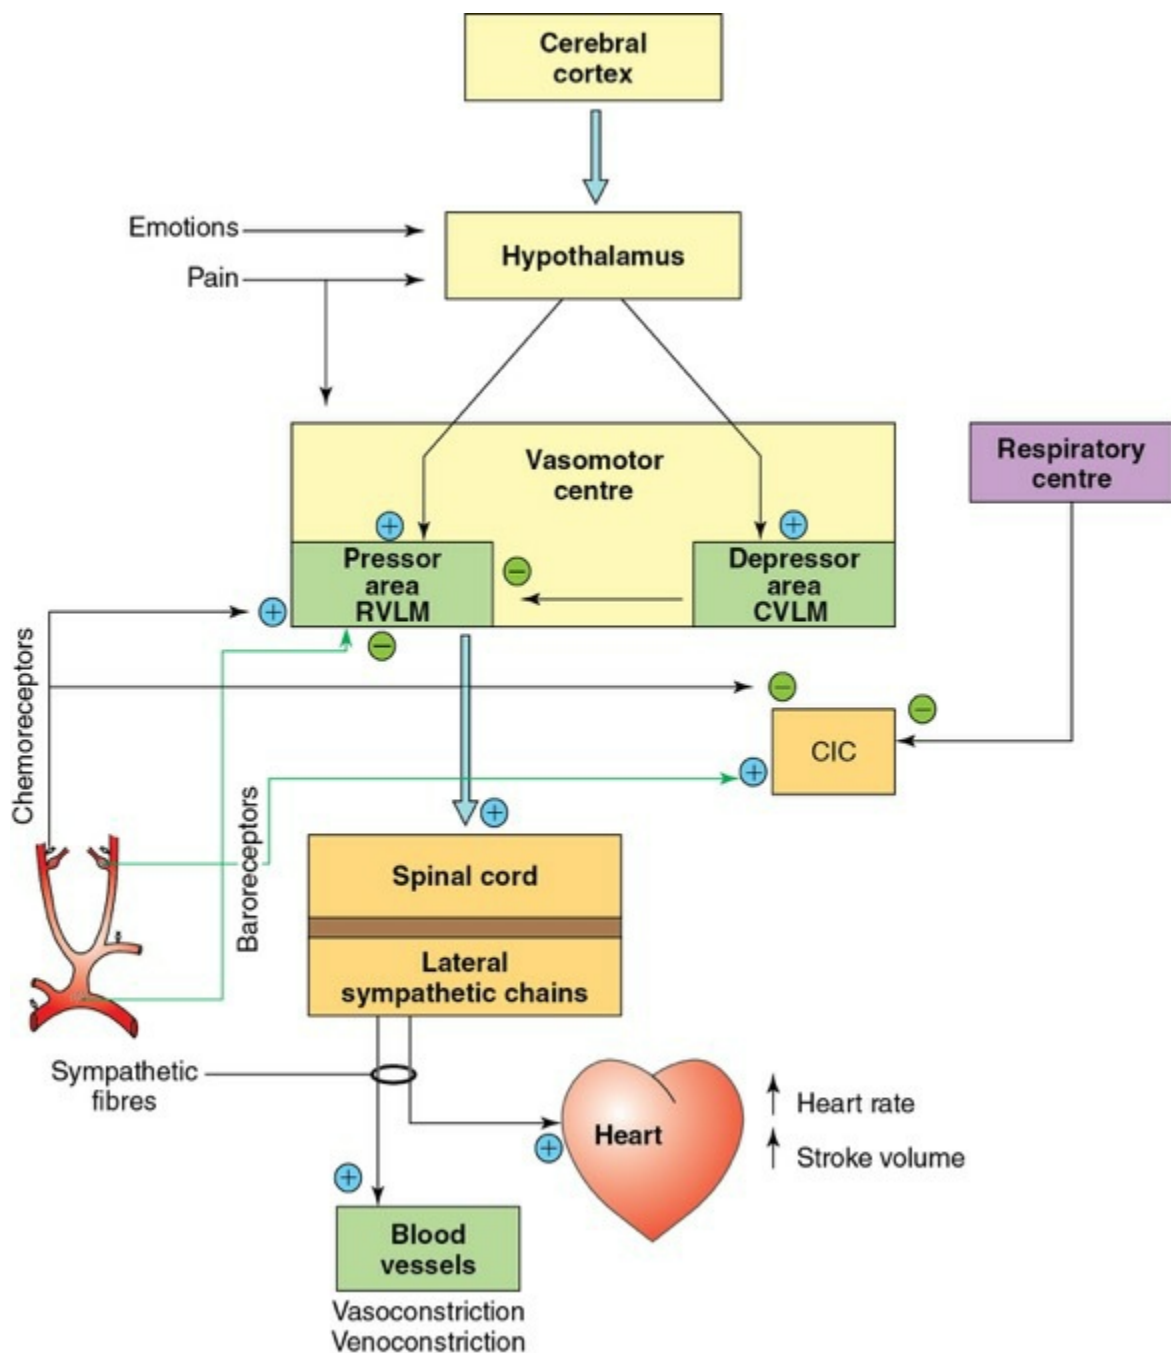 Cerebral
cortex
Emotions
Pain
Hypothalamus
Vasomotor
centre
Respiratory
centre
+
+
Pressor
area
RVLM
−
Depressor
area
CVLM
+
−
Chemoreceptors
−
−
CIC
+
Baroreceptors
+
Spinal cord
Lateral
sympathetic chains
Sympathetic
fibres
Heart
+
Heart rate
Stroke volume
+
Blood
vessels
Vasoconstriction
Venoconstriction